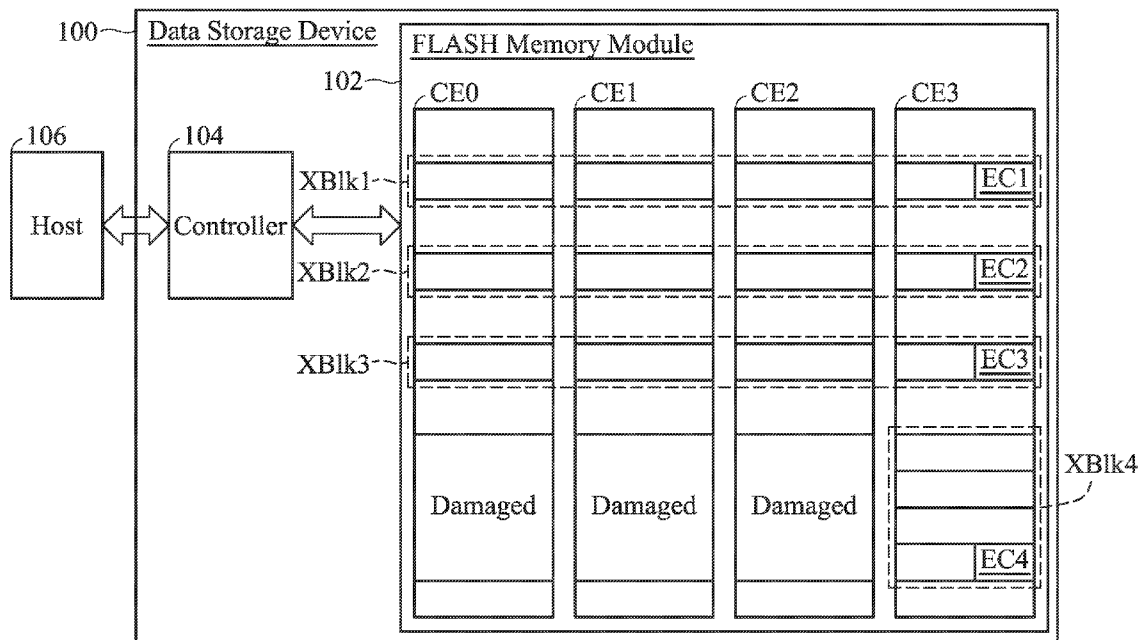 100
Data Storage Device
FLASH Memory Module
102
CE0
CE1
CE2
CE3
106
104
XBlk1
EC1
Host
Controller
XBlk2
EC2
XBlk3
EC3
XBlk4
Damaged
Damaged
Damaged
EC4